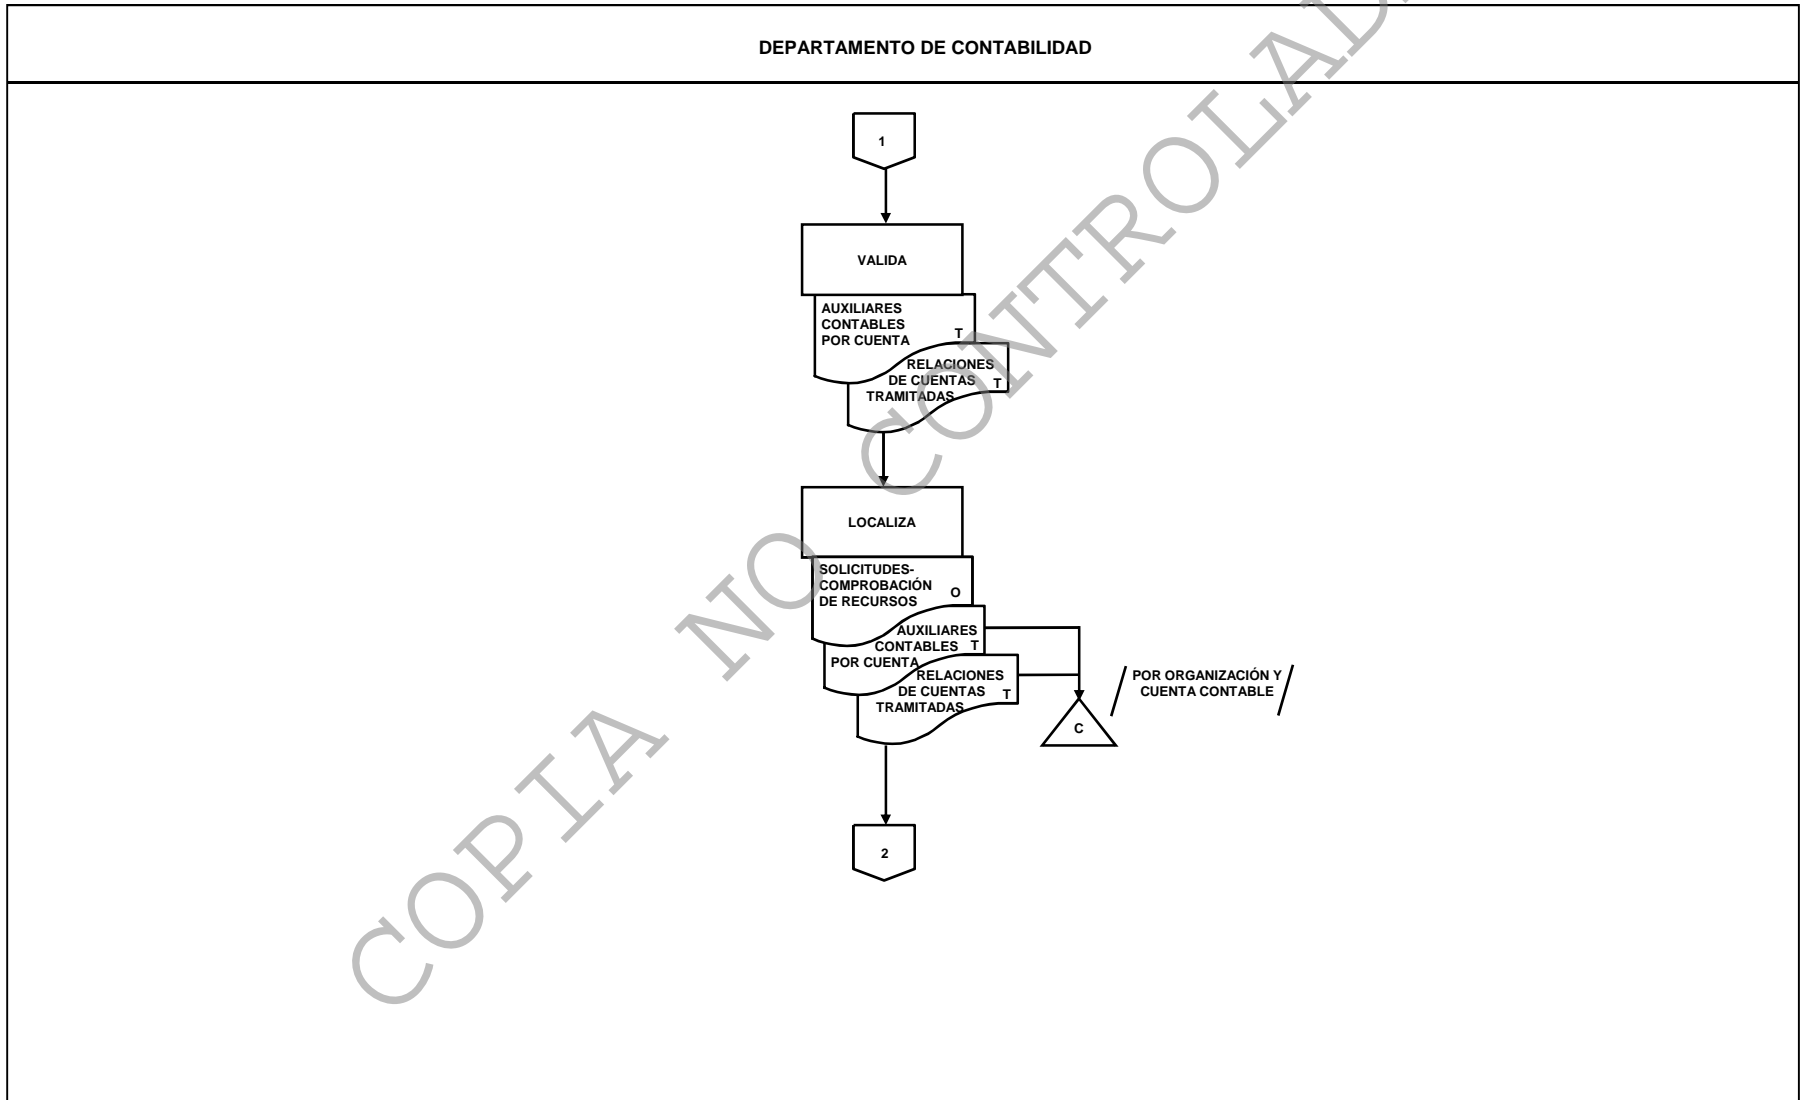 DEPARTAMENTO DE CONTABILIDAD
1
VALIDA
AUXILIARES
CONTABLES
POR CUENTA T
RELACIONES
DE CUENTAS T
TRAMITADAS
LOCALIZA
SOLICITUDES-
COMPROBACIÓN
DE RECURSOS O
AUXILIARES
CONTABLES T
POR CUENTA
RELACIONES
DE CUENTAS T
TRAMITADAS
/ POR ORGANIZACIÓN Y
CUENTA CONTABLE /
C
2
COPIA NO CONTROLAD